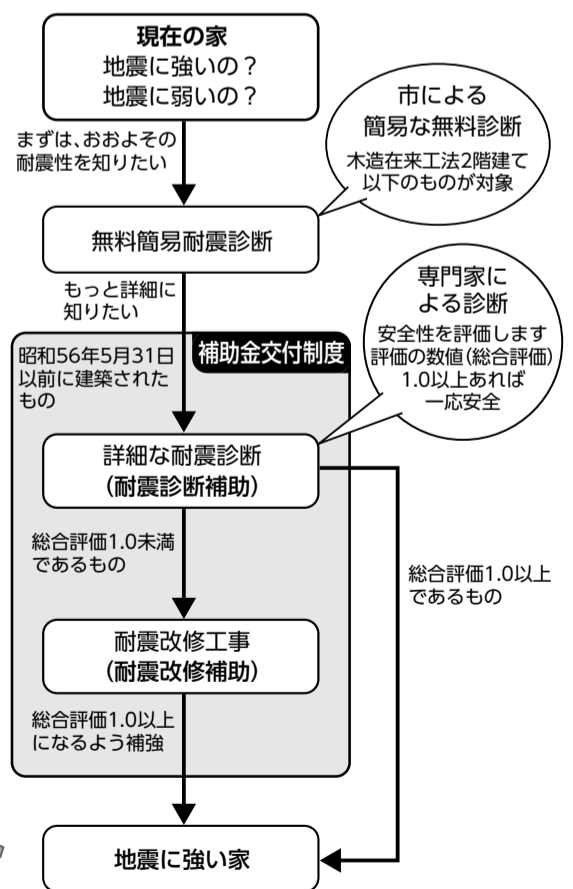 現在の家
地震に強いの？
地震に弱いの？
まずは、おおよその
耐震性を知りたい
市による
簡易な無料診断
木造在来工法2階建て
以下のものが対象
無料簡易耐震診断
もっと詳細に
知りたい
専門家に
よる診断
安全性を評価します
評価の数値（総合評価）
1.0以上あれば
一応安全
補助金交付制度
昭和56年5月31日
以前に建築された
もの
詳細な耐震診断
（耐震診断補助）
総合評価1.0未満
であるもの
総合評価1.0以上
であるもの
耐震改修工事
（耐震改修補助）
総合評価1.0以上
になるよう補強
地震に強い家